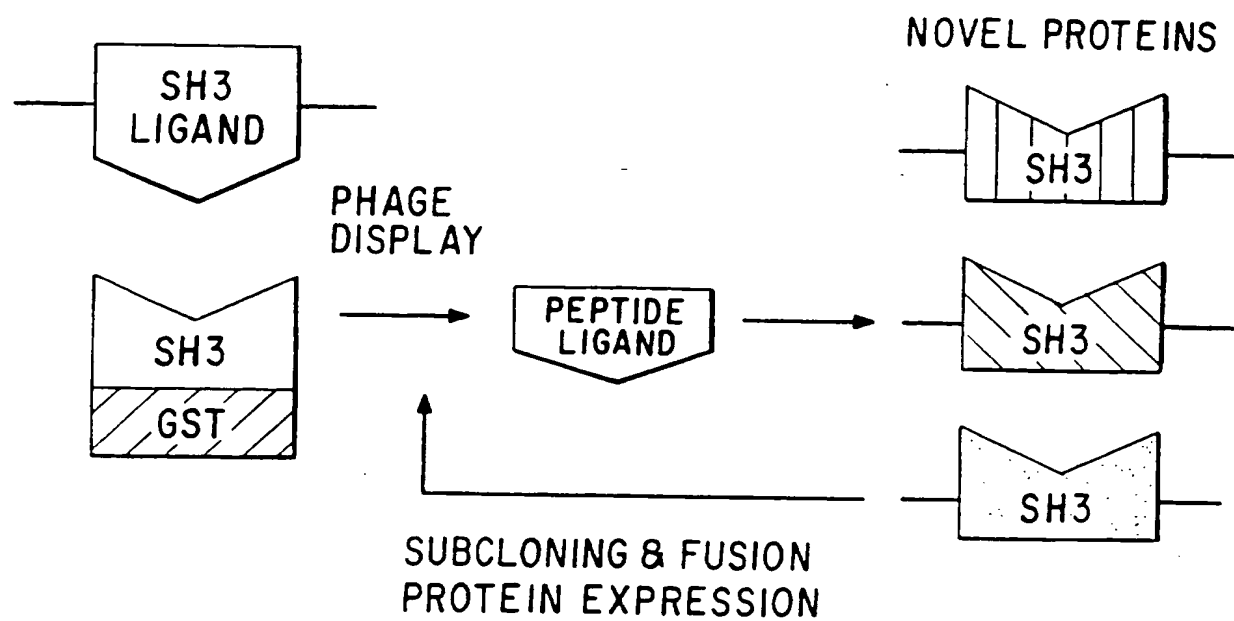 SH3
LIGAND
SH3
GST
PHAGE
DISPLAY
PEPTIDE
LIGAND
NOVEL PROTEINS
SH3
SH3
SH3
SUBCLONING & FUSION
PROTEIN EXPRESSION